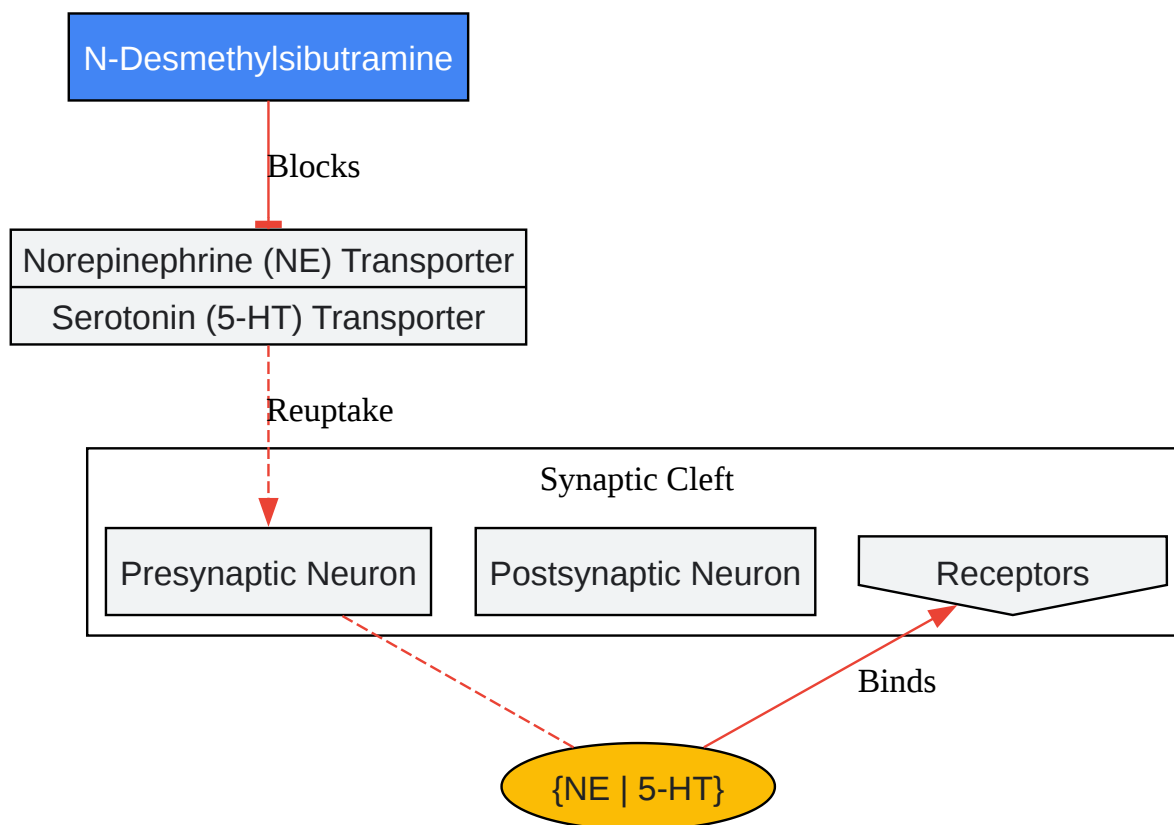 N-Desmethylsibutramine
Blocks
Norepinephrine (NE) Transporter
Serotonin (5-HT) Transporter
Reuptake
Synaptic Cleft
Presynaptic Neuron
Postsynaptic Neuron
Receptors
Binds
{NE | 5-HT}